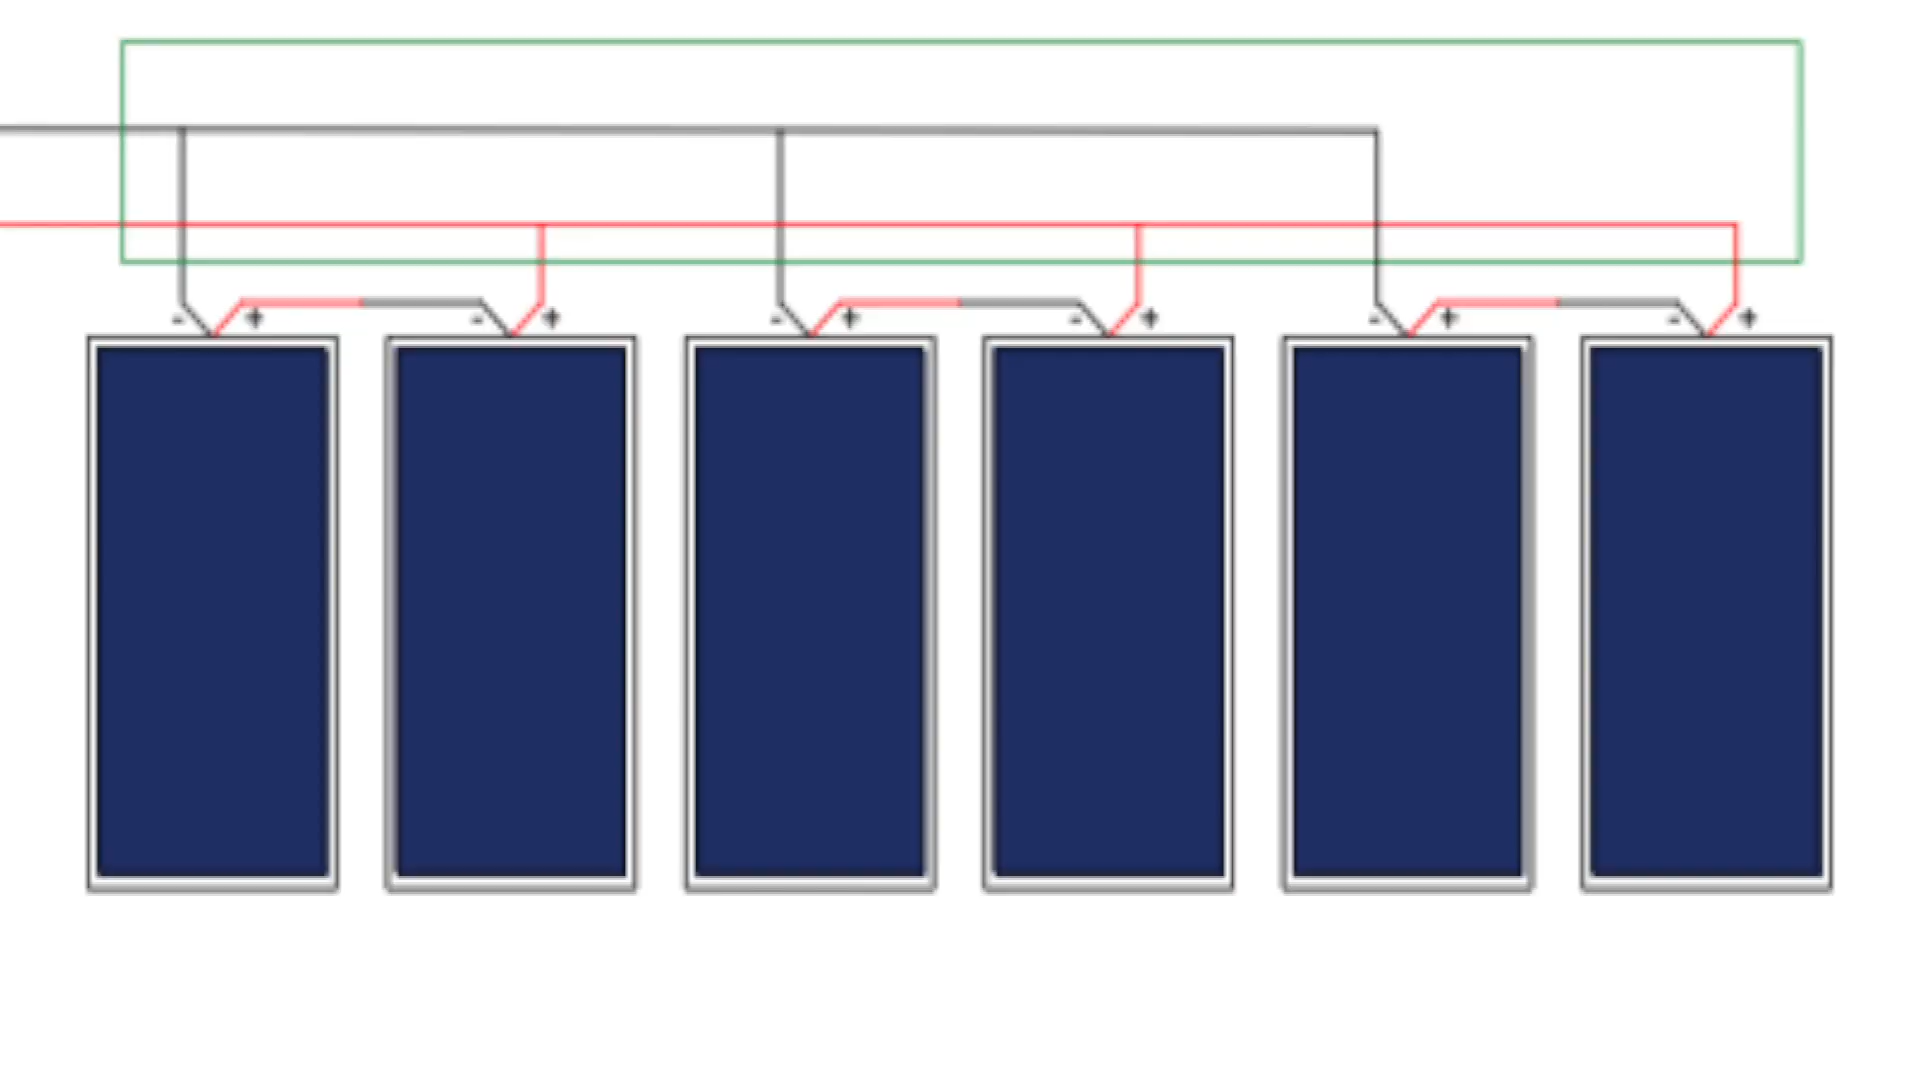 - + - + - + - + - + - +